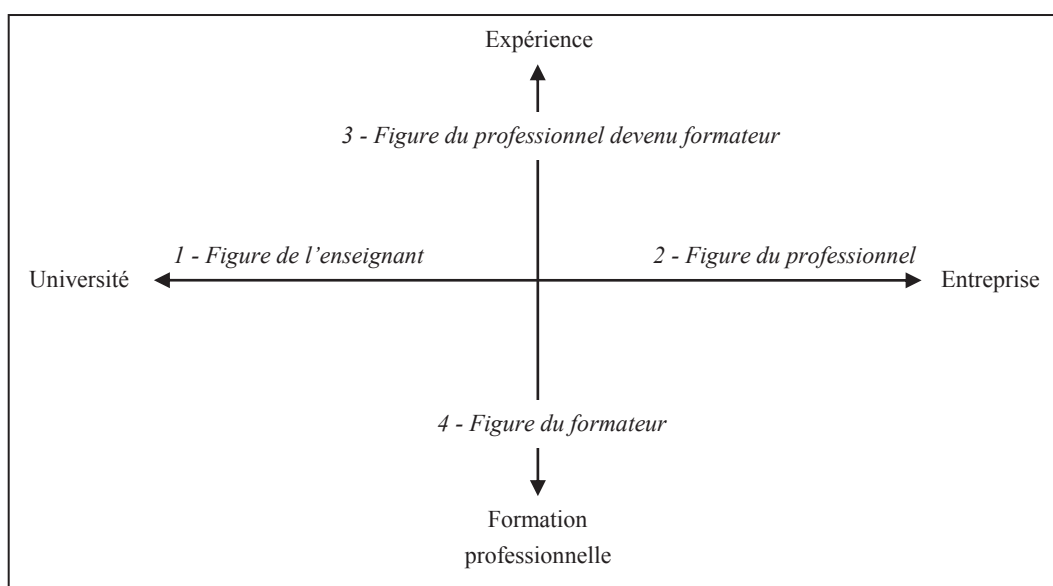 Expérience
3 - Figure du professionnel devenu formateur
1 - Figure de l’enseignant
2 - Figure du professionnel
Université
Entreprise
4 - Figure du formateur
Formation
professionnelle